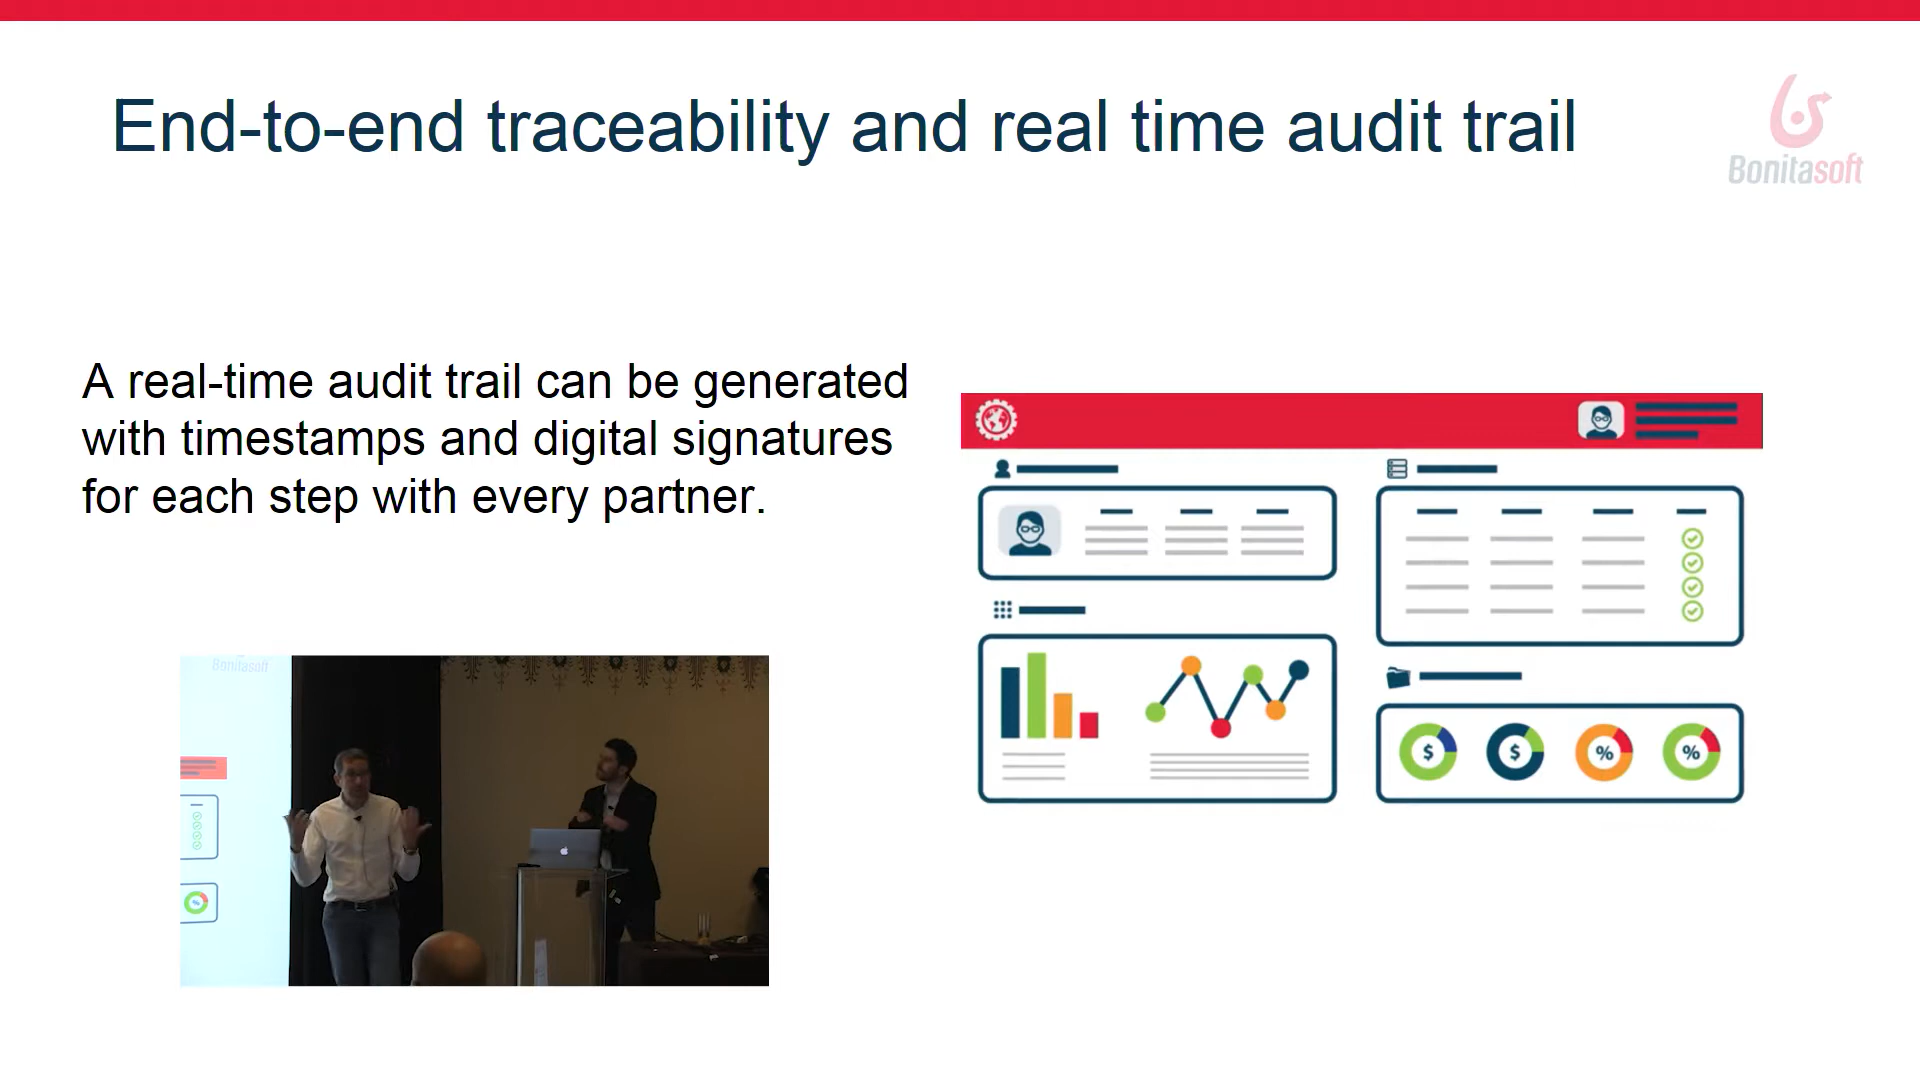 End-to-end traceability and real time audit trail
Bonitasoft
A real-time audit trail can be generated
with timestamps and digital signatures
for each step with every partner.
$ $ % %
Bonitasoft